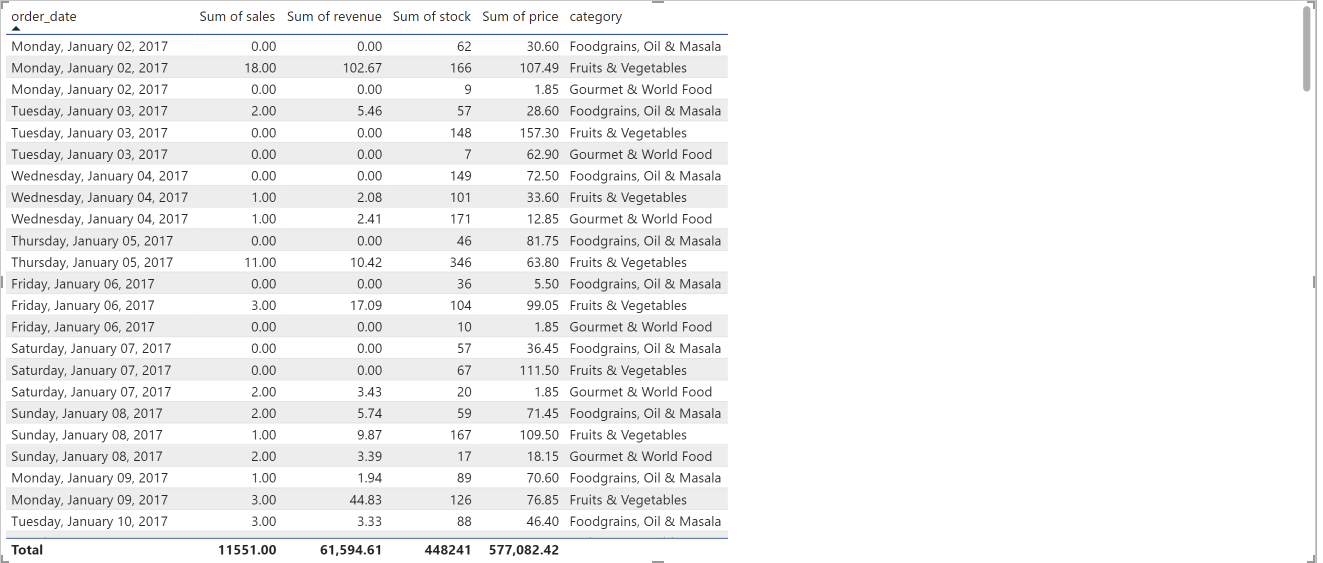 order_date Sum of sales Sum of revenue Sum of stock Sum of price category
Monday, January 02, 2017 0.00 0.00 62 30.60 Foodgrains, Oil & Masala
Monday, January 02, 2017 18.00 102.67 166 107.49 Fruits & Vegetables
Monday, January 02, 2017 0.00 0.00 9 1.85 Gourmet & World Food
Tuesday, January 03, 2017 2.00 5.46 57 28.60 Foodgrains, Oil & Masala
Tuesday, January 03, 2017 0.00 0.00 148 157.30 Fruits & Vegetables
Tuesday, January 03, 2017 0.00 0.00 7 62.90 Gourmet & World Food
Wednesday, January 04, 2017 0.00 0.00 149 72.50 Foodgrains, Oil & Masala
Wednesday, January 04, 2017 1.00 2.08 101 33.60 Fruits & Vegetables
Wednesday, January 04, 2017 1.00 2.41 171 12.85 Gourmet & World Food
Thursday, January 05, 2017 0.00 0.00 46 81.75 Foodgrains, Oil & Masala
Thursday, January 05, 2017 11.00 10.42 346 63.80 Fruits & Vegetables
Friday, January 06, 2017 0.00 0.00 36 5.50 Foodgrains, Oil & Masala
Friday, January 06, 2017 3.00 17.09 104 99.05 Fruits & Vegetables
Friday, January 06, 2017 0.00 0.00 10 1.85 Gourmet & World Food
Saturday, January 07, 2017 0.00 0.00 57 36.45 Foodgrains, Oil & Masala
Saturday, January 07, 2017 0.00 0.00 67 111.50 Fruits & Vegetables
Saturday, January 07, 2017 2.00 3.43 20 1.85 Gourmet & World Food
Sunday, January 08, 2017 2.00 5.74 59 71.45 Foodgrains, Oil & Masala
Sunday, January 08, 2017 1.00 9.87 167 109.50 Fruits & Vegetables
Sunday, January 08, 2017 2.00 3.39 17 18.15 Gourmet & World Food
Monday, January 09, 2017 1.00 1.94 89 70.60 Foodgrains, Oil & Masala
Monday, January 09, 2017 3.00 44.83 126 76.85 Fruits & Vegetables
Tuesday, January 10, 2017 3.00 3.33 88 46.40 Foodgrains, Oil & Masala
Total 11551.00 61,594.61 448241 577,082.42